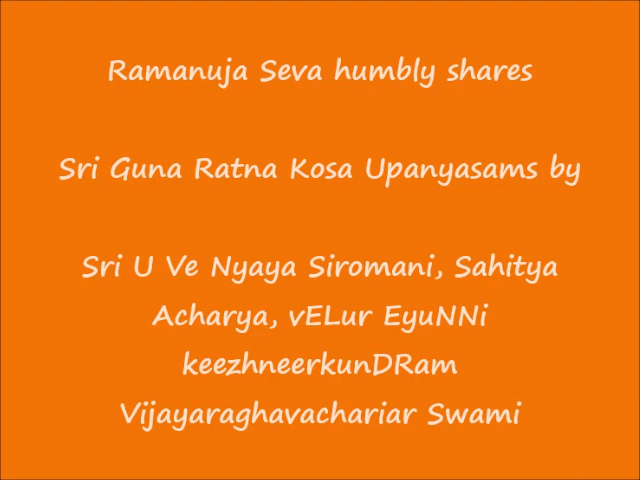 Ramanuja Seva humbly shares
Sri Guna Ratna Kosa Upanyasams by
Sri U Ve Nyaya Siromani, Sahitya
Acharya, vELur EyuNNi
keezhneerkunDRam
Vijayaraghavachariar Swami